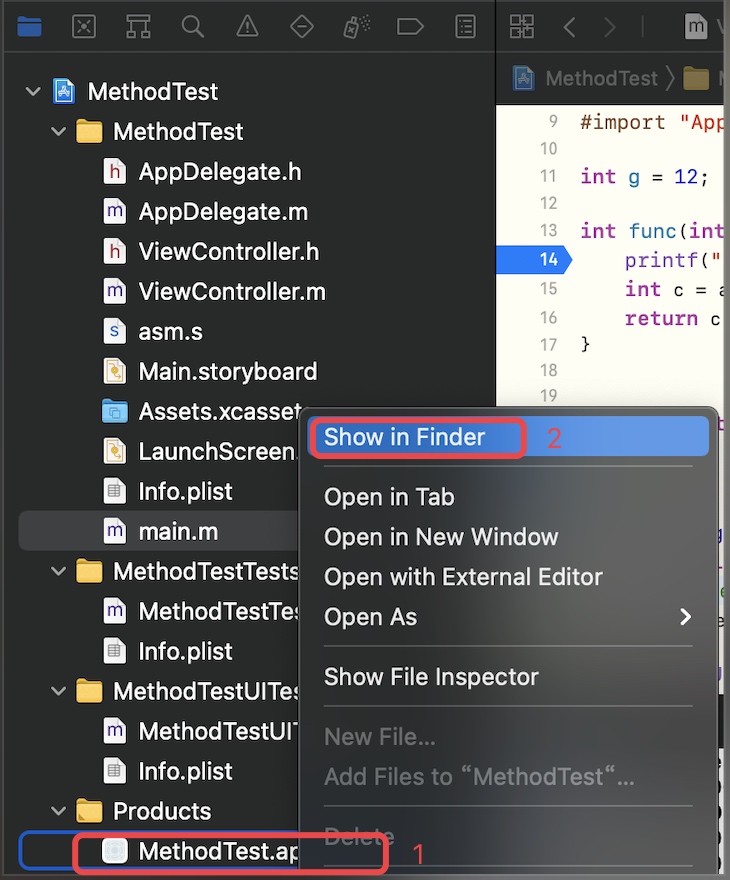 MethodTest
MethodTest
AppDelegate.h
AppDelegate.m
ViewController.h
ViewController.m
asm.s
Main.storyboard
Assets.xcasset
LaunchScreen.
Info.plist
main.m
MethodTestTests
MethodTestTes
Info.plist
MethodTestUITes
MethodTestUIT
Info.plist
Products
MethodTest.ap
1
MethodTest
9 #import "App
10
11 int g = 12;
12
13 int func(int
14 printf("
15 int c = a
16 return c
17 }
18
19
Show in Finder
2
Open in Tab
Open in New Window
Open with External Editor
Open As
Show File Inspector
New File...
Add Files to “MethodTest“...
Delete